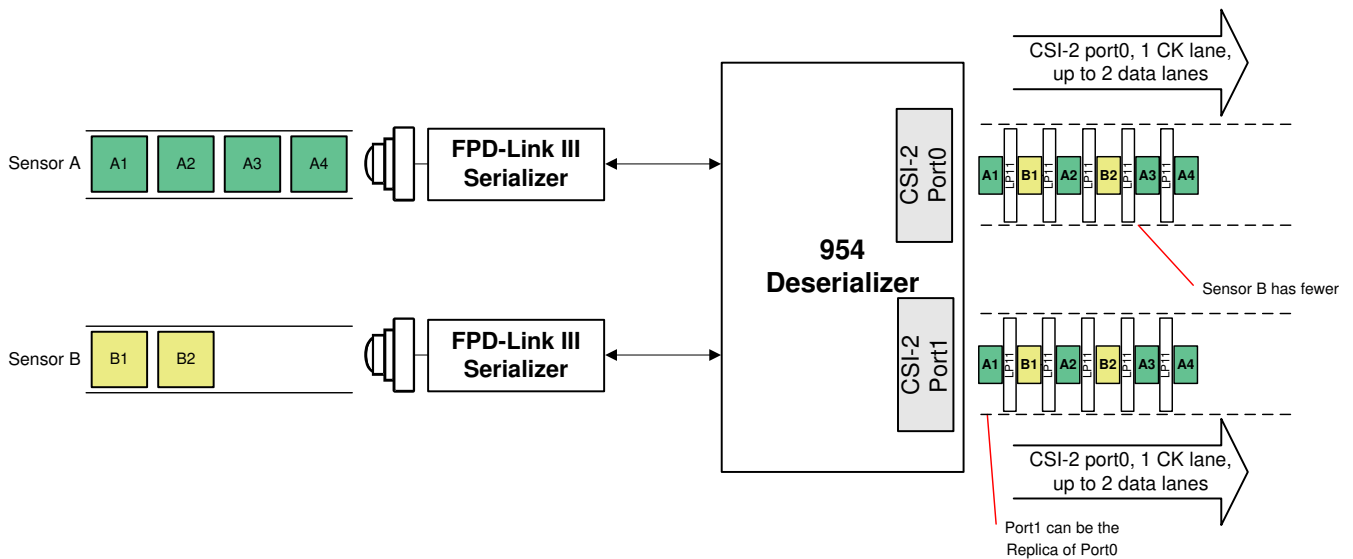 CSI-2 port0, 1 CK lane,
up to 2 data lanes
Sensor A
A1 A2 A3 A4
FPD-Link III
Serializer
CSI-2
Port0
A1 LP11 B1 LP11 A2 LP11 B2 LP11 A3 LP11 A4
954
Deserializer
Sensor B has fewer
Sensor B
B1 B2
FPD-Link III
Serializer
CSI-2
Port1
A1 LP11 B1 LP11 A2 LP11 B2 LP11 A3 LP11 A4
CSI-2 port0, 1 CK lane,
up to 2 data lanes
Port1 can be the
Replica of Port0